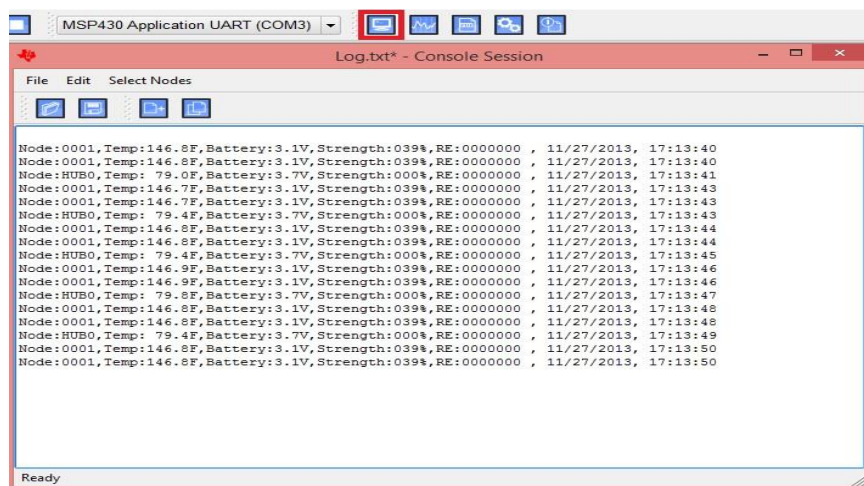 MSP430 Application UART (COM3)
Log.txt* - Console Session
File Edit Select Nodes
Node:0001,Temp:146.8F,Battery:3.1V,Strength:039%,RE:0000000 , 11/27/2013, 17:13:40
Node:0001,Temp:146.8F,Battery:3.1V,Strength:039%,RE:0000000 , 11/27/2013, 17:13:40
Node:HUB0,Temp: 79.0F,Battery:3.7V,Strength:000%,RE:0000000 , 11/27/2013, 17:13:41
Node:0001,Temp:146.7F,Battery:3.1V,Strength:039%,RE:0000000 , 11/27/2013, 17:13:43
Node:0001,Temp:146.7F,Battery:3.1V,Strength:039%,RE:0000000 , 11/27/2013, 17:13:43
Node:HUB0,Temp: 79.4F,Battery:3.7V,Strength:000%,RE:0000000 , 11/27/2013, 17:13:43
Node:0001,Temp:146.8F,Battery:3.1V,Strength:039%,RE:0000000 , 11/27/2013, 17:13:44
Node:0001,Temp:146.8F,Battery:3.1V,Strength:039%,RE:0000000 , 11/27/2013, 17:13:44
Node:HUB0,Temp: 79.4F,Battery:3.7V,Strength:000%,RE:0000000 , 11/27/2013, 17:13:45
Node:0001,Temp:146.9F,Battery:3.1V,Strength:039%,RE:0000000 , 11/27/2013, 17:13:46
Node:0001,Temp:146.9F,Battery:3.1V,Strength:039%,RE:0000000 , 11/27/2013, 17:13:46
Node:HUB0,Temp: 79.8F,Battery:3.7V,Strength:000%,RE:0000000 , 11/27/2013, 17:13:47
Node:0001,Temp:146.8F,Battery:3.1V,Strength:039%,RE:0000000 , 11/27/2013, 17:13:48
Node:0001,Temp:146.8F,Battery:3.1V,Strength:039%,RE:0000000 , 11/27/2013, 17:13:48
Node:HUB0,Temp: 79.4F,Battery:3.7V,Strength:000%,RE:0000000 , 11/27/2013, 17:13:49
Node:0001,Temp:146.8F,Battery:3.1V,Strength:039%,RE:0000000 , 11/27/2013, 17:13:50
Node:0001,Temp:146.8F,Battery:3.1V,Strength:039%,RE:0000000 , 11/27/2013, 17:13:50
Ready